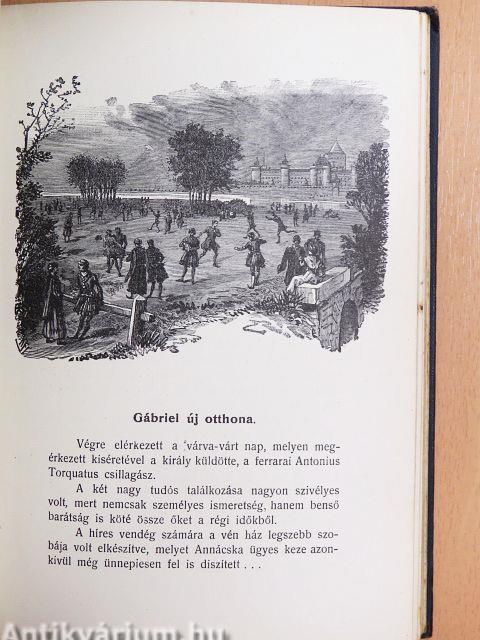 Gábriel új otthona.
Végre elérkezett a várva-várt nap, melyen meg-
érkezett kíséretével a király küldötte, a ferrarai Antonius
Torquatus csillagász.
A két nagy tudós találkozása nagyon szivélyes
volt, mert nemcsak személyes ismeretség, hanem benső
barátság is köté össze őket a régi időkből.
A híres vendég számára a vén ház legszebb szo-
bája volt elkészítve, melyet Annácska ügyes keze azon-
kivül még ünnepiesen fel is diszített . . .
Antikvárium.hu